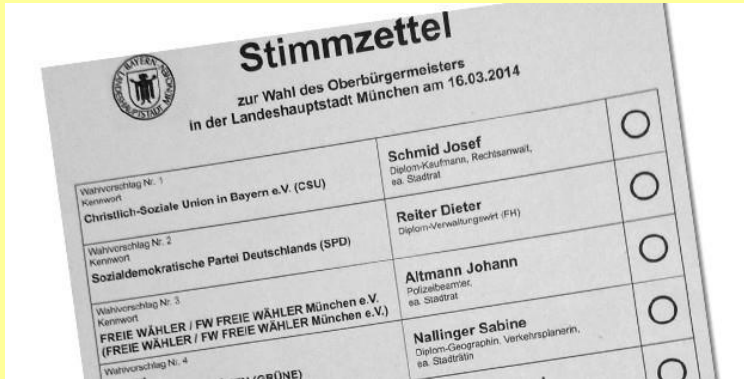 Stimmzettel
zur Wahl des Oberbürgermeisters
in der Landeshauptstadt München am 16.03.2014
Wahlvorschlag Nr. 1
Kennwort
Christlich-Soziale Union in Bayern e.V. (CSU)
Schmid Josef
Diplom-Kaufmann, Rechtsanwalt,
ea. Stadtrat
Wahlvorschlag Nr. 2
Kennwort
Sozialdemokratische Partei Deutschlands (SPD)
Reiter Dieter
Diplom-Verwaltungswirt (FH)
Wahlvorschlag Nr. 3
Kennwort
FREIE WÄHLER / FW FREIE WÄHLER München e.V.
(FREIE WÄHLER / FW FREIE WÄHLER München e.V.)
Altmann Johann
Polizeibeamter,
ea. Stadtrat
Wahlvorschlag Nr. 4
(GRÜNE)
Nallinger Sabine
Diplom-Geographin, Verkehrsplanerin,
ea. Stadträtin